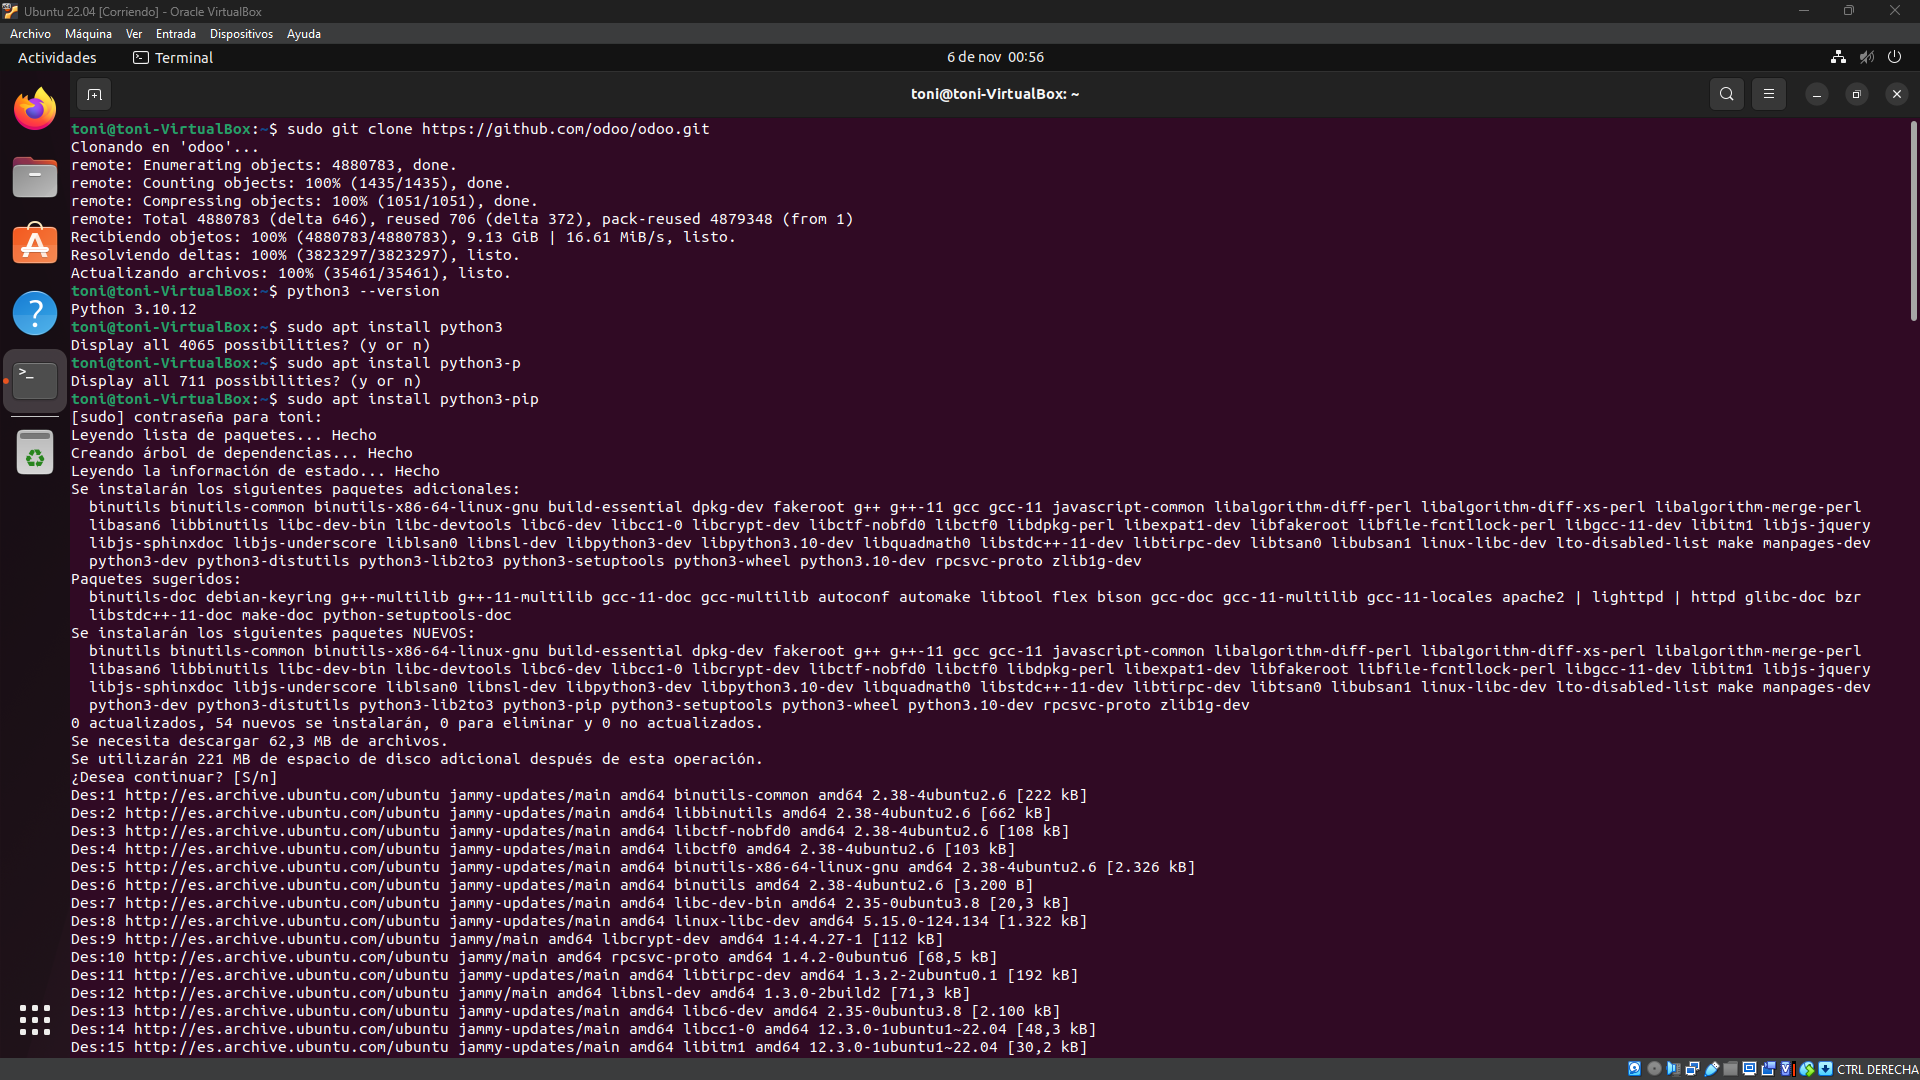 Ubuntu 22.04 [Corriendo] - Oracle VirtualBox
Archivo Máquina Ver Entrada Dispositivos Ayuda
Actividades Terminal 6 de nov 00:56
toni@toni-VirtualBox: ~
toni@toni-VirtualBox:~$ sudo git clone https://github.com/odoo/odoo.git
Clonando en 'odoo'...
remote: Enumerating objects: 4880783, done.
remote: Counting objects: 100% (1435/1435), done.
remote: Compressing objects: 100% (1051/1051), done.
remote: Total 4880783 (delta 646), reused 706 (delta 372), pack-reused 4879348 (from 1)
Recibiendo objetos: 100% (4880783/4880783), 9.13 GiB | 16.61 MiB/s, listo.
Resolviendo deltas: 100% (3823297/3823297), listo.
Actualizando archivos: 100% (35461/35461), listo.
toni@toni-VirtualBox:~$ python3 --version
Python 3.10.12
toni@toni-VirtualBox:~$ sudo apt install python3
Display all 4065 possibilities? (y or n)
toni@toni-VirtualBox:~$ sudo apt install python3-p
Display all 711 possibilities? (y or n)
toni@toni-VirtualBox:~$ sudo apt install python3-pip
[sudo] contraseña para toni:
Leyendo lista de paquetes... Hecho
Creando árbol de dependencias... Hecho
Leyendo la información de estado... Hecho
Se instalarán los siguientes paquetes adicionales:
binutils binutils-common binutils-x86-64-linux-gnu build-essential dpkg-dev fakeroot g++ g++-11 gcc gcc-11 javascript-common libalgorithm-diff-perl libalgorithm-diff-xs-perl libalgorithm-merge-perl
libasan6 libbinutils libc-dev-bin libc-devtools libc6-dev libcc1-0 libcrypt-dev libctf-nobfd0 libctf0 libdpkg-perl libexpat1-dev libfakeroot libfile-fcntllock-perl libgcc-11-dev libitm1 libjs-jquery
libjs-sphinxdoc libjs-underscore liblsan0 libnsl-dev libpython3-dev libpython3.10-dev libquadmath0 libstdc++-11-dev libtirpc-dev libtsan0 libubsan1 linux-libc-dev lto-disabled-list make manpages-dev
python3-dev python3-distutils python3-lib2to3 python3-setuptools python3-wheel python3.10-dev rpcsvc-proto zlib1g-dev
Paquetes sugeridos:
binutils-doc debian-keyring g++-multilib g++-11-multilib gcc-11-doc gcc-multilib autoconf automake libtool flex bison gcc-doc gcc-11-multilib gcc-11-locales apache2 | lighttpd | httpd glibc-doc bzr
libstdc++-11-doc make-doc python-setuptools-doc
Se instalarán los siguientes paquetes NUEVOS:
binutils binutils-common binutils-x86-64-linux-gnu build-essential dpkg-dev fakeroot g++ g++-11 gcc gcc-11 javascript-common libalgorithm-diff-perl libalgorithm-diff-xs-perl libalgorithm-merge-perl
libasan6 libbinutils libc-dev-bin libc-devtools libc6-dev libcc1-0 libcrypt-dev libctf-nobfd0 libctf0 libdpkg-perl libexpat1-dev libfakeroot libfile-fcntllock-perl libgcc-11-dev libitm1 libjs-jquery
libjs-sphinxdoc libjs-underscore liblsan0 libnsl-dev libpython3-dev libpython3.10-dev libquadmath0 libstdc++-11-dev libtirpc-dev libtsan0 libubsan1 linux-libc-dev lto-disabled-list make manpages-dev
python3-dev python3-distutils python3-lib2to3 python3-pip python3-setuptools python3-wheel python3.10-dev rpcsvc-proto zlib1g-dev
0 actualizados, 54 nuevos se instalarán, 0 para eliminar y 0 no actualizados.
Se necesita descargar 62,3 MB de archivos.
Se utilizarán 221 MB de espacio de disco adicional después de esta operación.
¿Desea continuar? [S/n]
Des:1 http://es.archive.ubuntu.com/ubuntu jammy-updates/main amd64 binutils-common amd64 2.38-4ubuntu2.6 [222 kB]
Des:2 http://es.archive.ubuntu.com/ubuntu jammy-updates/main amd64 libbinutils amd64 2.38-4ubuntu2.6 [662 kB]
Des:3 http://es.archive.ubuntu.com/ubuntu jammy-updates/main amd64 libctf-nobfd0 amd64 2.38-4ubuntu2.6 [108 kB]
Des:4 http://es.archive.ubuntu.com/ubuntu jammy-updates/main amd64 libctf0 amd64 2.38-4ubuntu2.6 [103 kB]
Des:5 http://es.archive.ubuntu.com/ubuntu jammy-updates/main amd64 binutils-x86-64-linux-gnu amd64 2.38-4ubuntu2.6 [2.326 kB]
Des:6 http://es.archive.ubuntu.com/ubuntu jammy-updates/main amd64 binutils amd64 2.38-4ubuntu2.6 [3.200 B]
Des:7 http://es.archive.ubuntu.com/ubuntu jammy-updates/main amd64 libc-dev-bin amd64 2.35-0ubuntu3.8 [20,3 kB]
Des:8 http://es.archive.ubuntu.com/ubuntu jammy-updates/main amd64 linux-libc-dev amd64 5.15.0-124.134 [1.322 kB]
Des:9 http://es.archive.ubuntu.com/ubuntu jammy/main amd64 libcrypt-dev amd64 1:4.4.27-1 [112 kB]
Des:10 http://es.archive.ubuntu.com/ubuntu jammy/main amd64 rpcsvc-proto amd64 1.4.2-0ubuntu6 [68,5 kB]
Des:11 http://es.archive.ubuntu.com/ubuntu jammy-updates/main amd64 libtirpc-dev amd64 1.3.2-2ubuntu0.1 [192 kB]
Des:12 http://es.archive.ubuntu.com/ubuntu jammy/main amd64 libnsl-dev amd64 1.3.0-2build2 [71,3 kB]
Des:13 http://es.archive.ubuntu.com/ubuntu jammy-updates/main amd64 libc6-dev amd64 2.35-0ubuntu3.8 [2.100 kB]
Des:14 http://es.archive.ubuntu.com/ubuntu jammy-updates/main amd64 libcc1-0 amd64 12.3.0-1ubuntu1~22.04 [48,3 kB]
Des:15 http://es.archive.ubuntu.com/ubuntu jammy-updates/main amd64 libitm1 amd64 12.3.0-1ubuntu1~22.04 [30,2 kB]
CTRL DERECHA